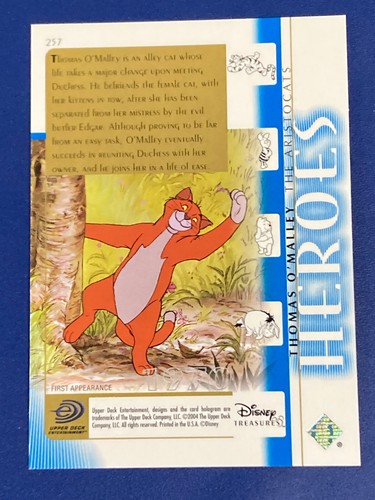 257
Thomas O'Malley is an alley cat whose
life takes a major change upon meeting
Duchess. He befriends the female cat, with
her kittens in tow, after she has been
separated from her mistress by the evil
butler Edgar. Although proving to be far
from an easy task, O'Malley eventually
succeeds in reuniting Duchess with her
owner, and he joins her in a life of ease.
HEROES
THOMAS O'MALLEY THE ARISTOCATS
FIRST APPEARANCE
UPPER DECK
ENTERTAINMENT
Upper Deck Entertainment, designs and the card hologram are
trademarks of The Upper Deck Company, LLC. ©2004 The Upper Deck
Company, LLC. All rights reserved. Printed in the U.S.A. ©Disney
Disney
TREASURES